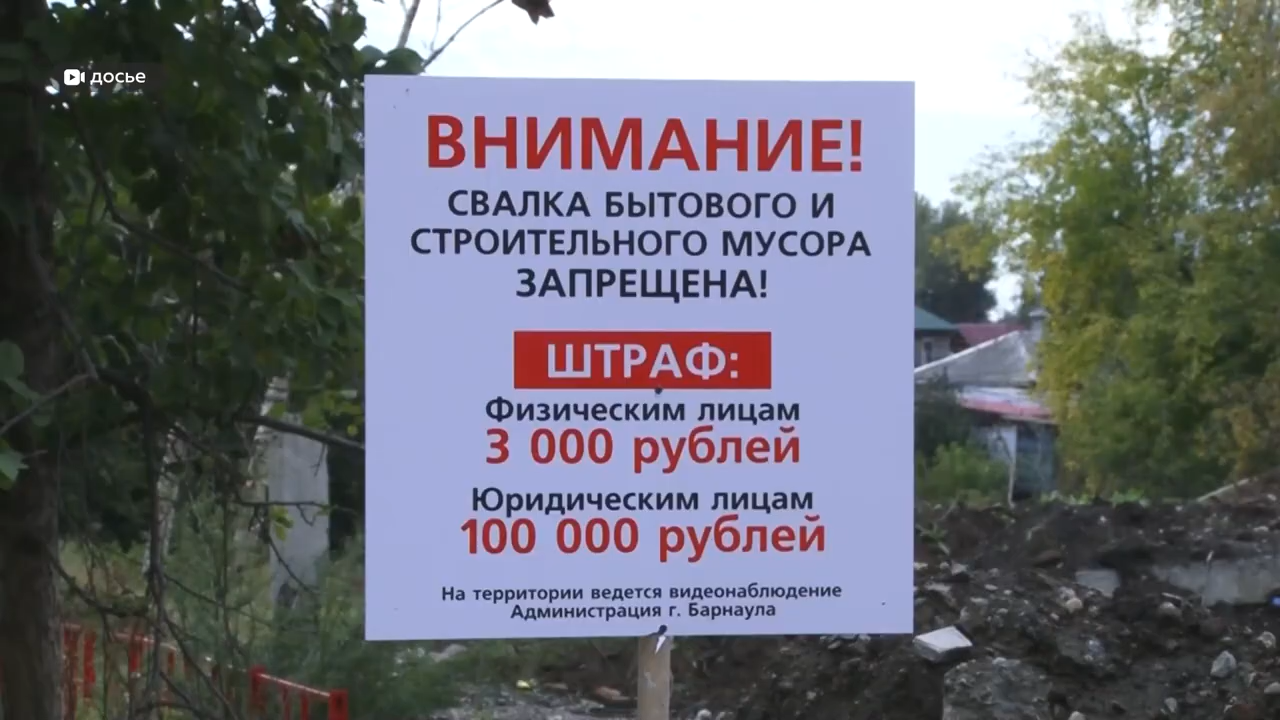 досье
ВНИМАНИЕ!
СВАЛКА БЫТОВОГО И
СТРОИТЕЛЬНОГО МУСОРА
ЗАПРЕЩЕНА!
ШТРАФ:
Физическим лицам
3 000 рублей
Юридическим лицам
100 000 рублей
На территории ведется видеонаблюдение
Администрация г. Барнаула